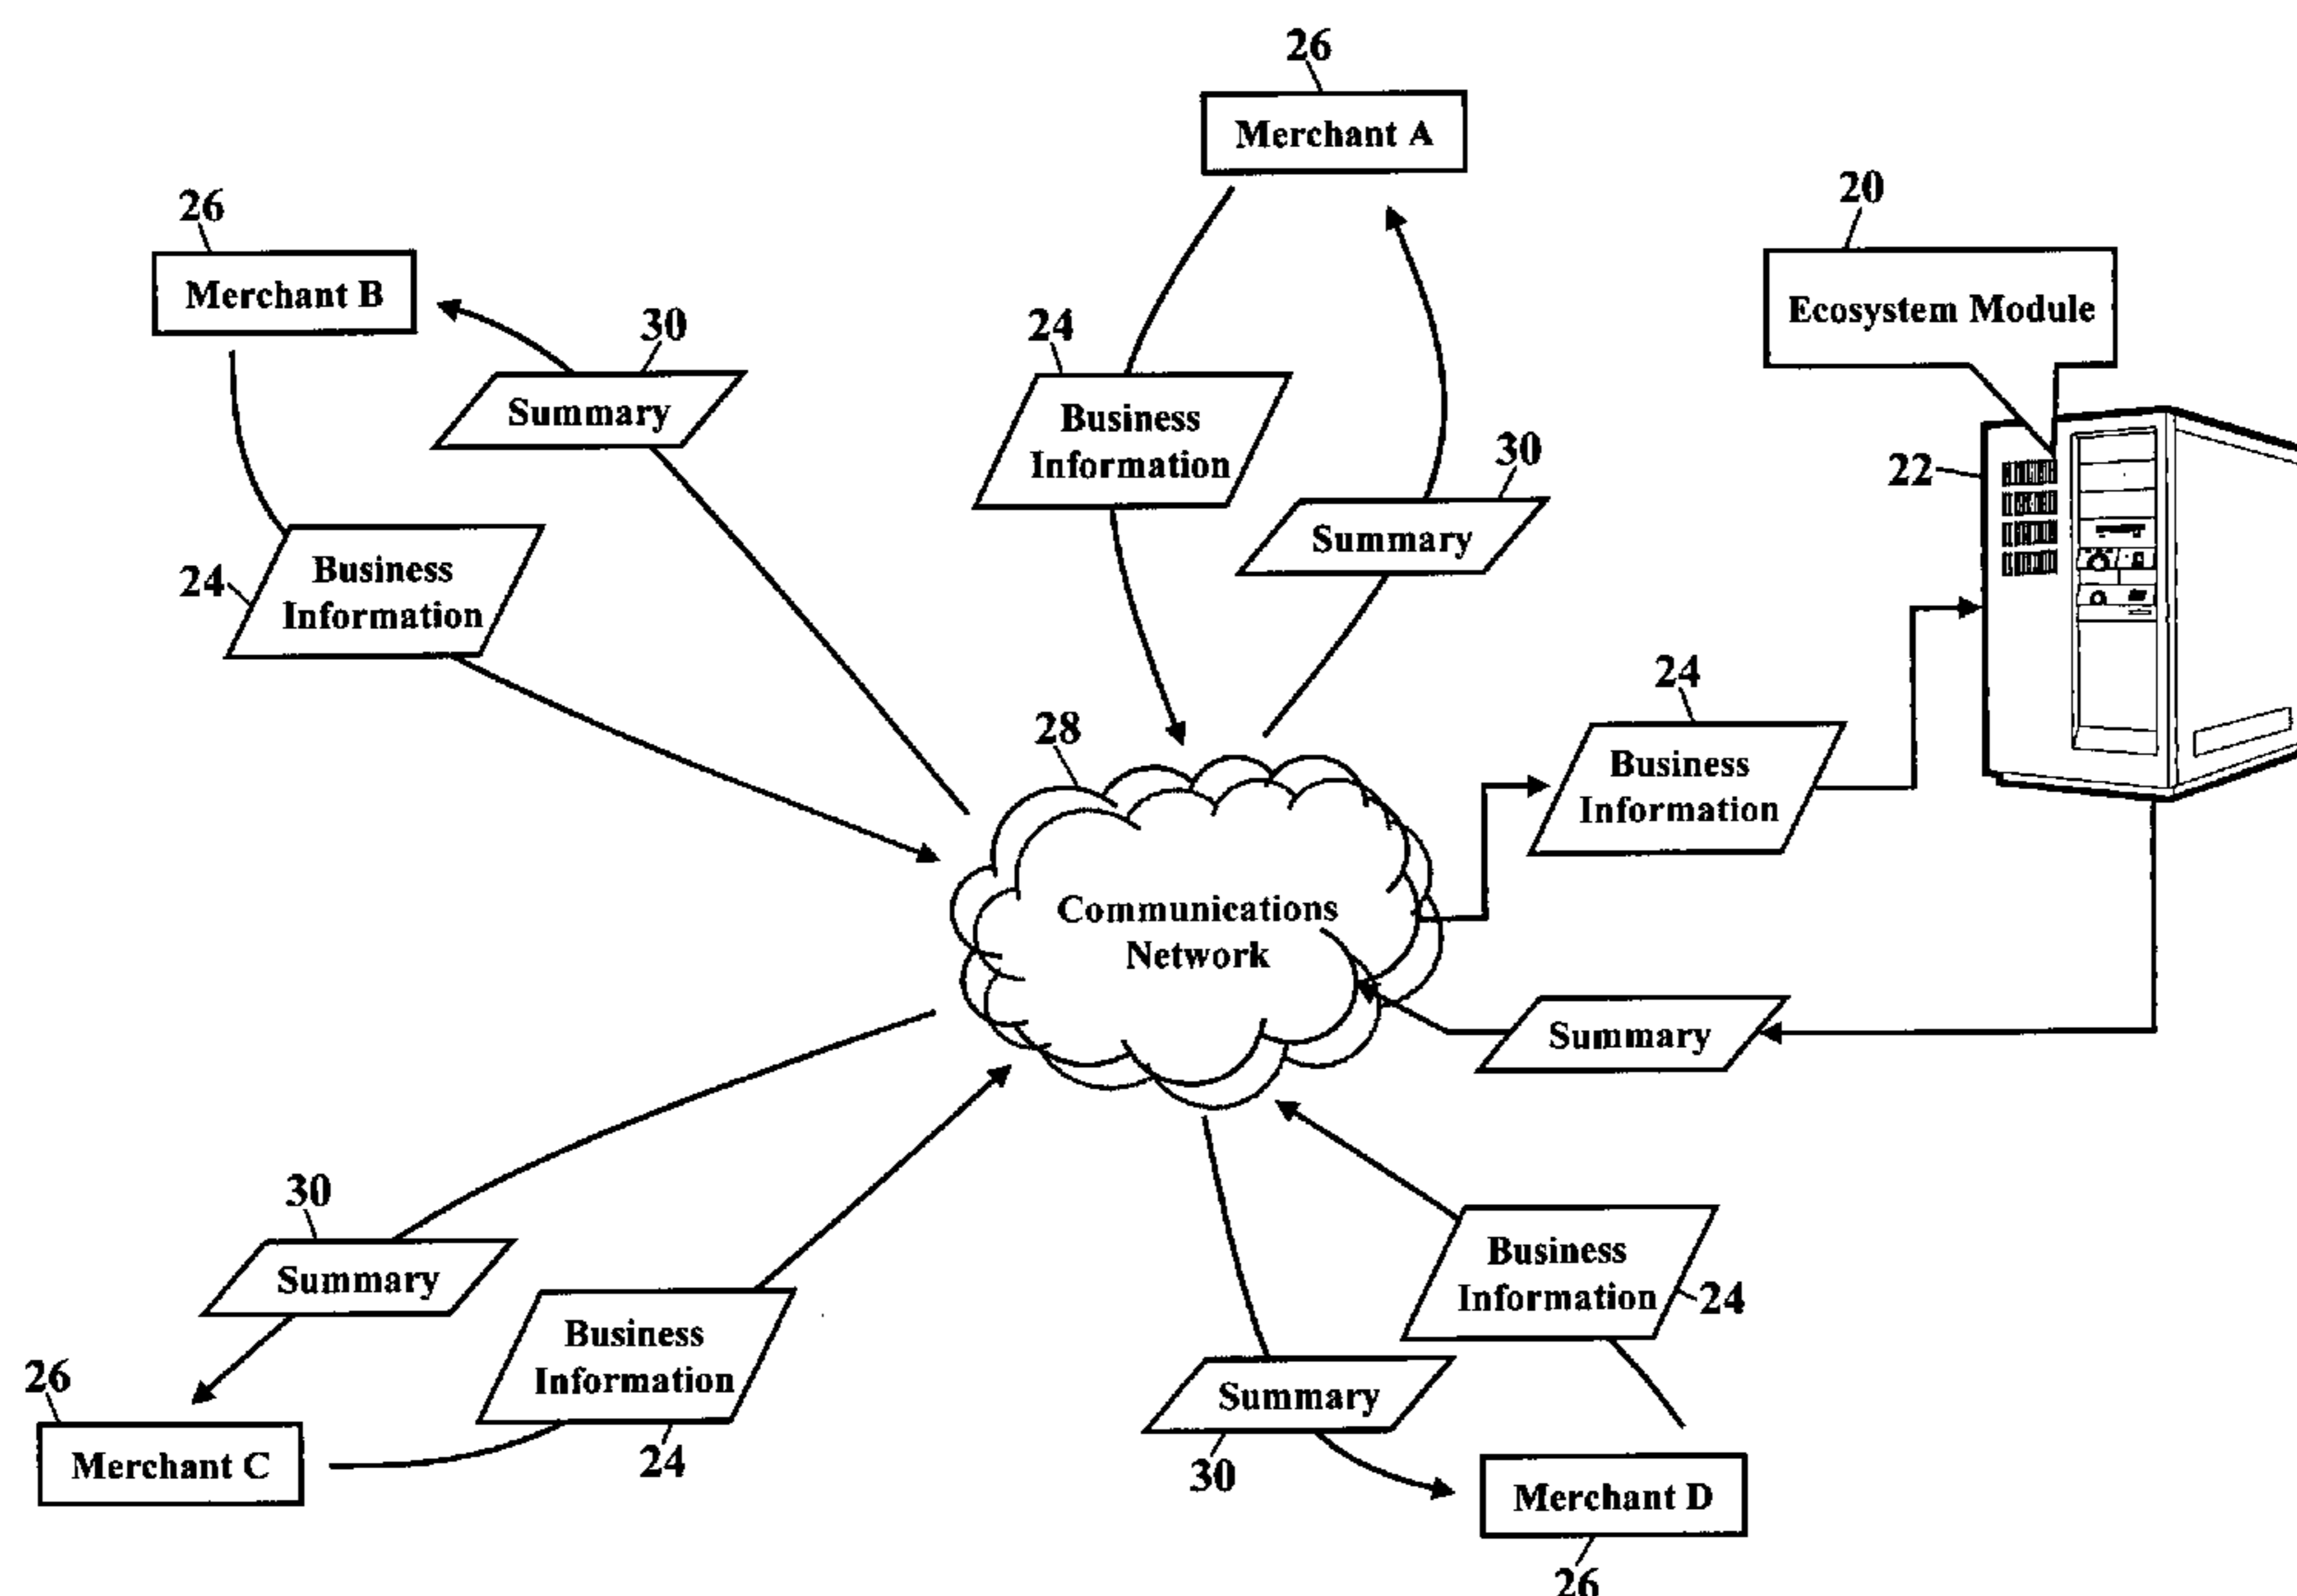 26
Merchant A
20
26
Merchant B
Ecosystem Module
30
24
Summary
Business
Information
30
22
Summary
24
Business
Information
24
28
Business
Information
Communications
Network
Summary
30
Summary
Business
Information
24
Business
Information
24
26
Merchant C
Summary
30
Merchant D
26